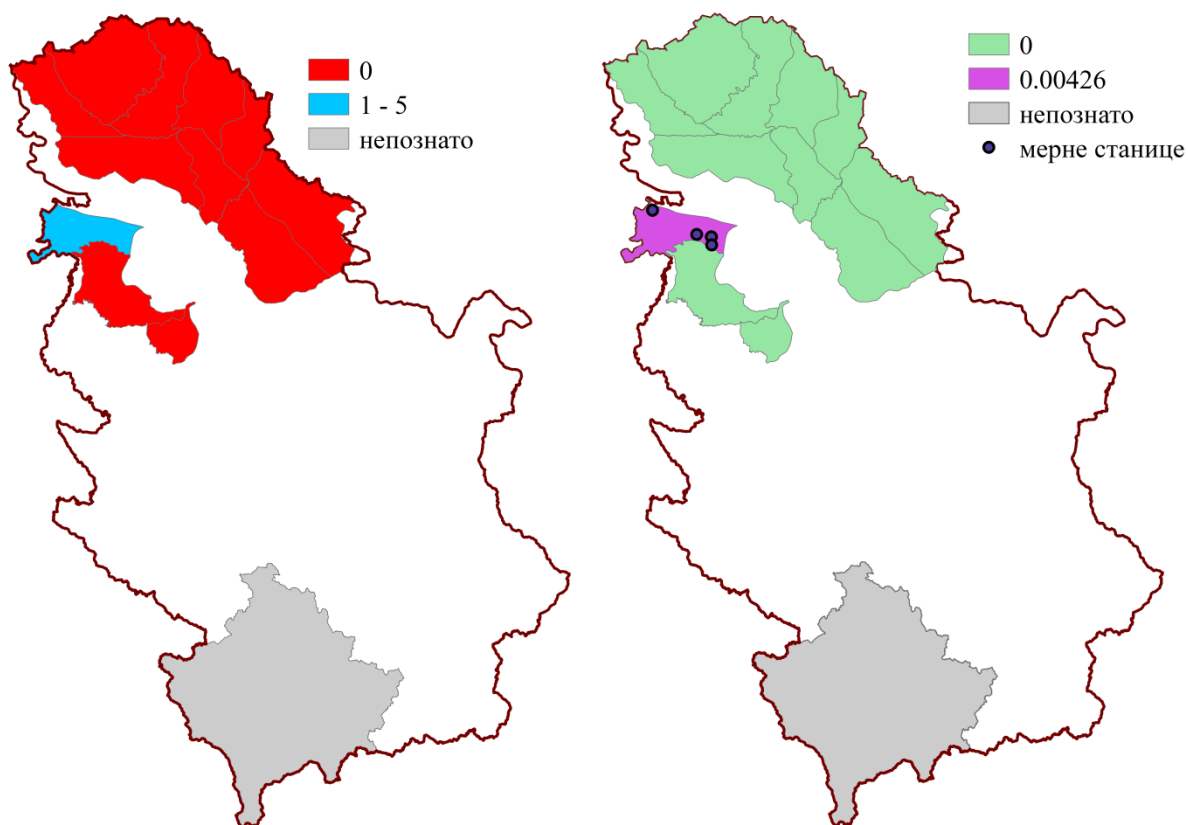 0
1 - 5
непознато
0
0.00426
непознато
мерне станице